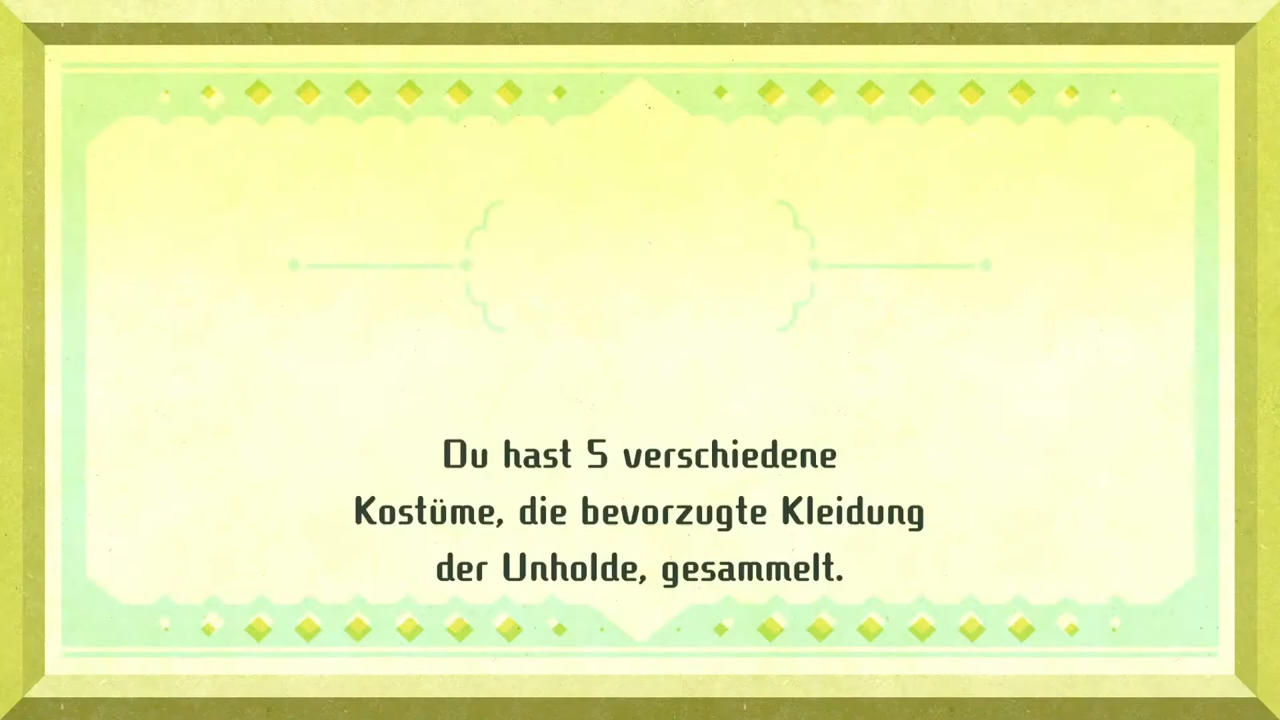 Du hast 5 verschiedene
Kostüme, die bevorzugte Kleidung
der Unholde, gesammelt.